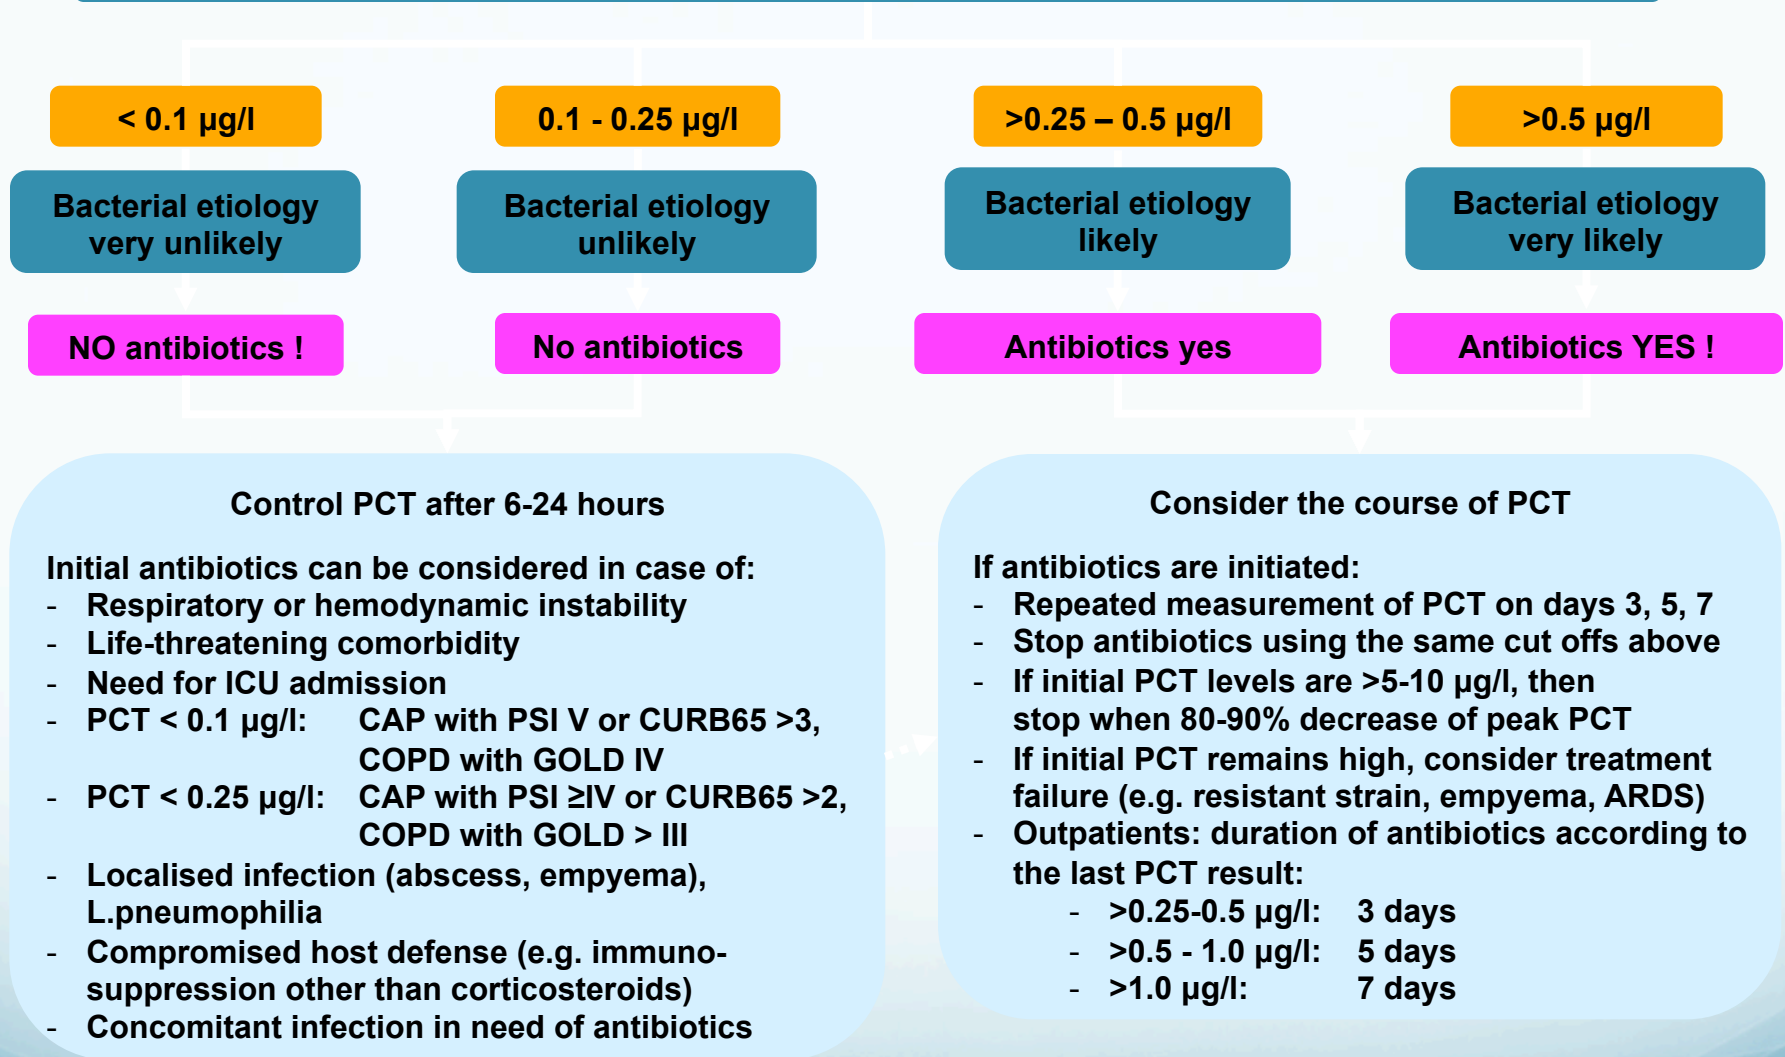 < 0.1 µg/l
0.1 - 0.25 µg/l
>0.25 – 0.5 µg/l
>0.5 µg/l
Bacterial etiology
very unlikely
Bacterial etiology
unlikely
Bacterial etiology
likely
Bacterial etiology
very likely
NO antibiotics !
No antibiotics
Antibiotics yes
Antibiotics YES !
Control PCT after 6-24 hours
Initial antibiotics can be considered in case of:
- Respiratory or hemodynamic instability
- Life-threatening comorbidity
- Need for ICU admission
- PCT < 0.1 µg/l: CAP with PSI V or CURB65 >3,
COPD with GOLD IV
- PCT < 0.25 µg/l: CAP with PSI ≥IV or CURB65 >2,
COPD with GOLD > III
- Localised infection (abscess, empyema),
L.pneumophilia
- Compromised host defense (e.g. immuno-
suppression other than corticosteroids)
- Concomitant infection in need of antibiotics
Consider the course of PCT
If antibiotics are initiated:
- Repeated measurement of PCT on days 3, 5, 7
- Stop antibiotics using the same cut offs above
- If initial PCT levels are >5-10 µg/l, then
stop when 80-90% decrease of peak PCT
- If initial PCT remains high, consider treatment
failure (e.g. resistant strain, empyema, ARDS)
- Outpatients: duration of antibiotics according to
the last PCT result:
- >0.25-0.5 µg/l: 3 days
- >0.5 - 1.0 µg/l: 5 days
- >1.0 µg/l: 7 days